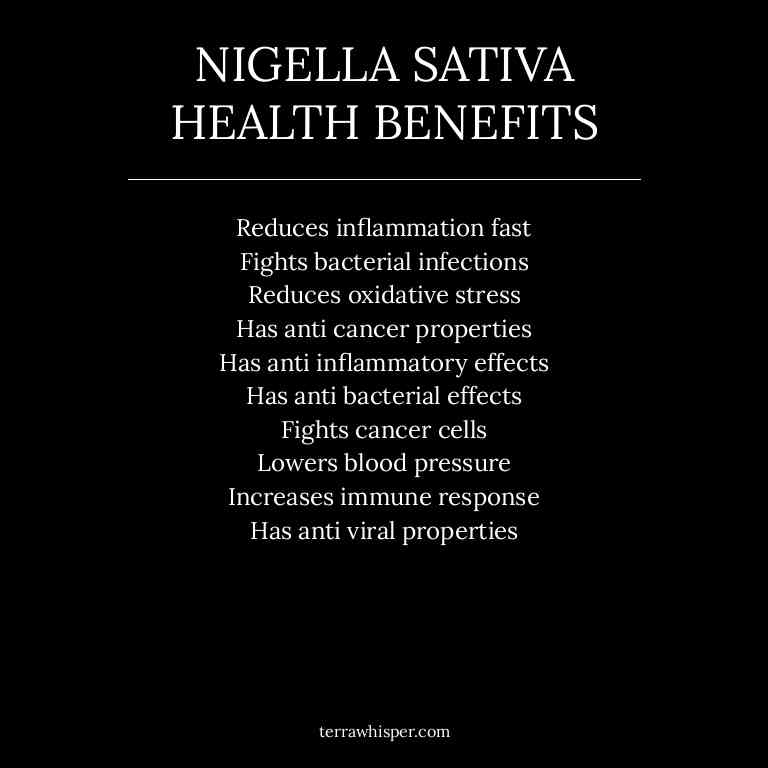 NIGELLA SATIVA
HEALTH BENEFITS
Reduces inflammation fast
Fights bacterial infections
Reduces oxidative stress
Has anti cancer properties
Has anti inflammatory effects
Has anti bacterial effects
Fights cancer cells
Lowers blood pressure
Increases immune response
Has anti viral properties
terrawhisper.com